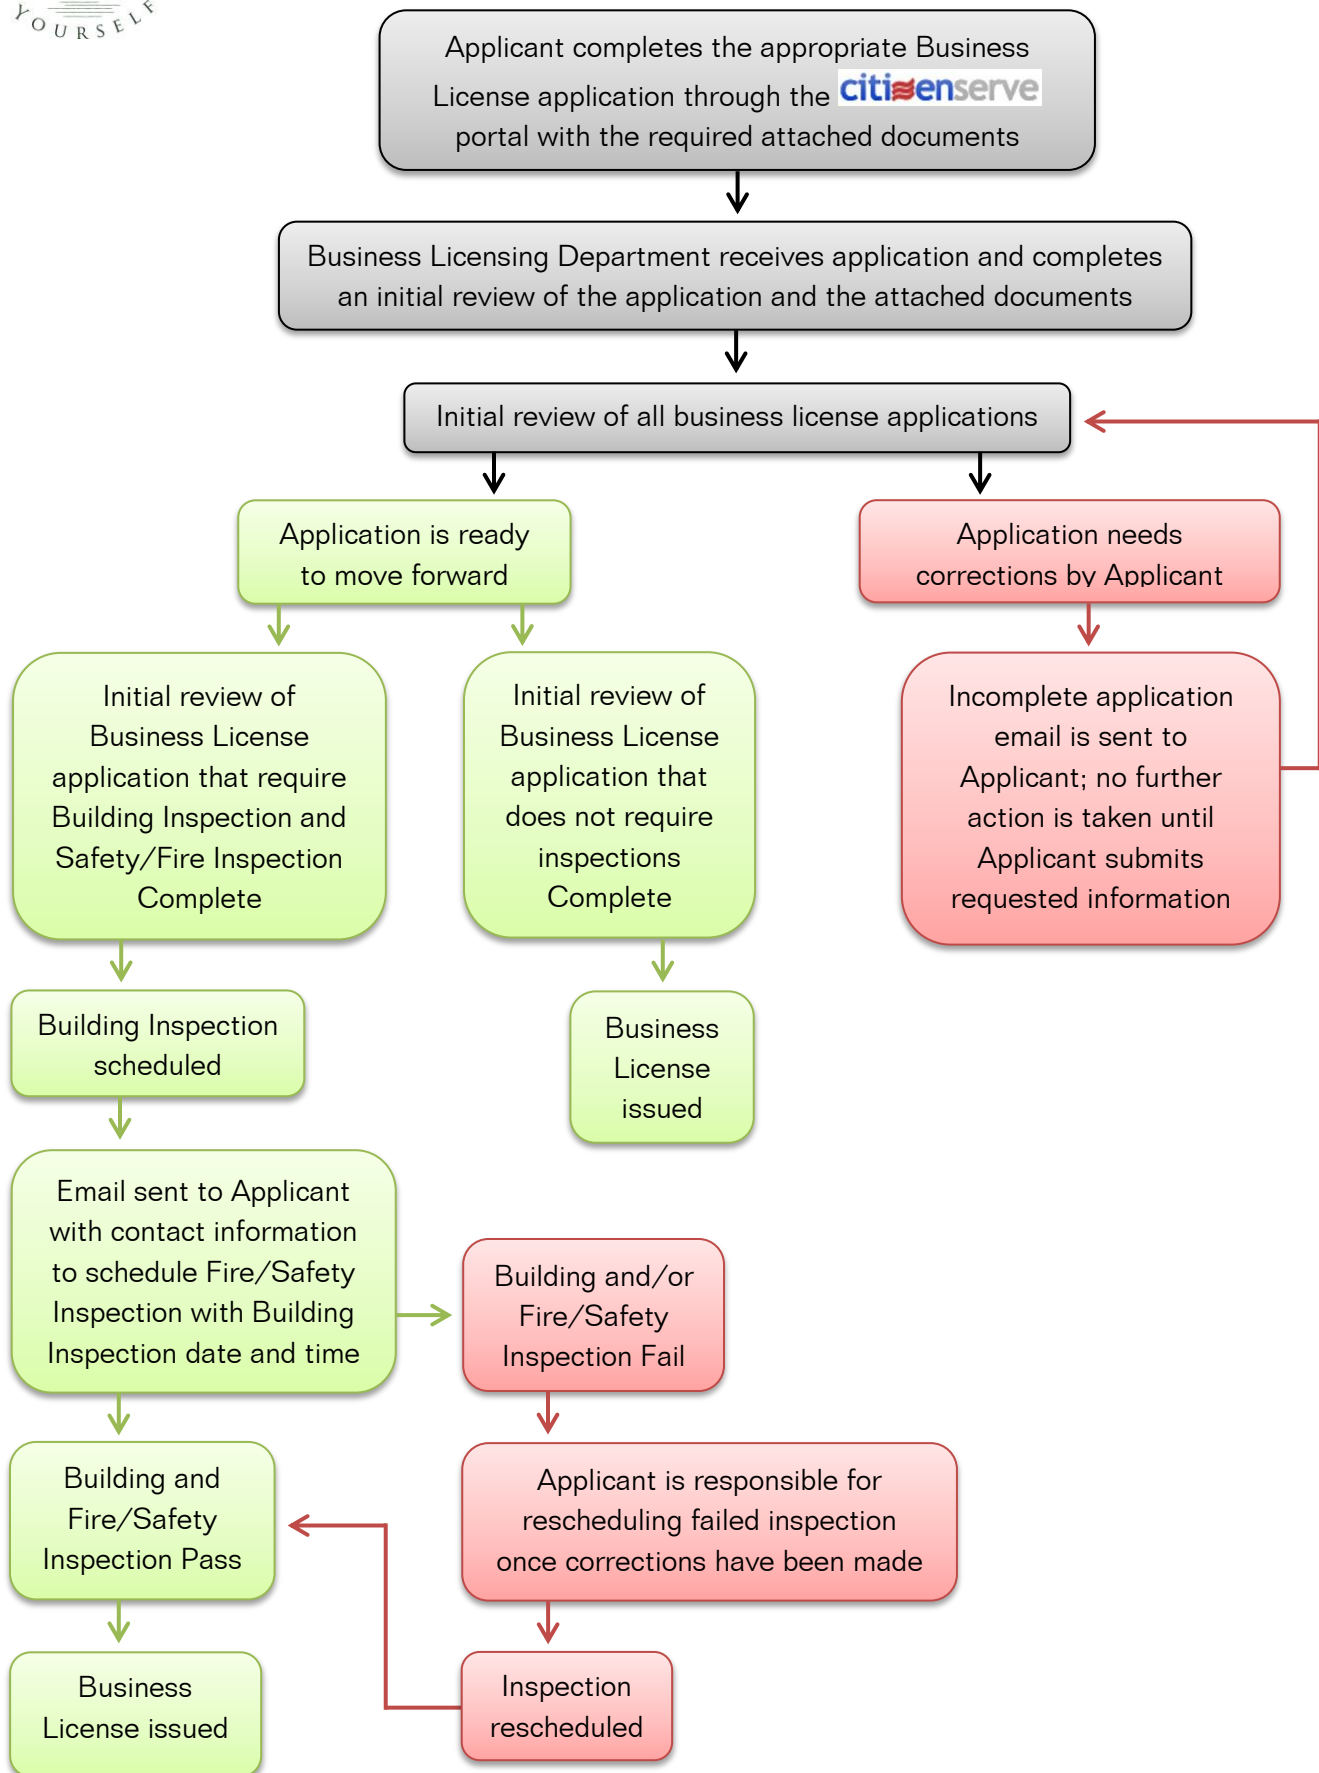 YOURSELF
Applicant completes the appropriate Business
License application through the citizenserve
portal with the required attached documents
Business Licensing Department receives application and completes
an initial review of the application and the attached documents
Initial review of all business license applications
Application is ready
to move forward
Application needs
corrections by Applicant
Initial review of
Business License
application that require
Building Inspection and
Safety/Fire Inspection
Complete
Initial review of
Business License
application that
does not require
inspections
Complete
Incomplete application
email is sent to
Applicant; no further
action is taken until
Applicant submits
requested information
Building Inspection
scheduled
Business
License
issued
Email sent to Applicant
with contact information
to schedule Fire/Safety
Inspection with Building
Inspection date and time
Building and/or
Fire/Safety
Inspection Fail
Building and
Fire/Safety
Inspection Pass
Applicant is responsible for
rescheduling failed inspection
once corrections have been made
Business
License issued
Inspection
rescheduled